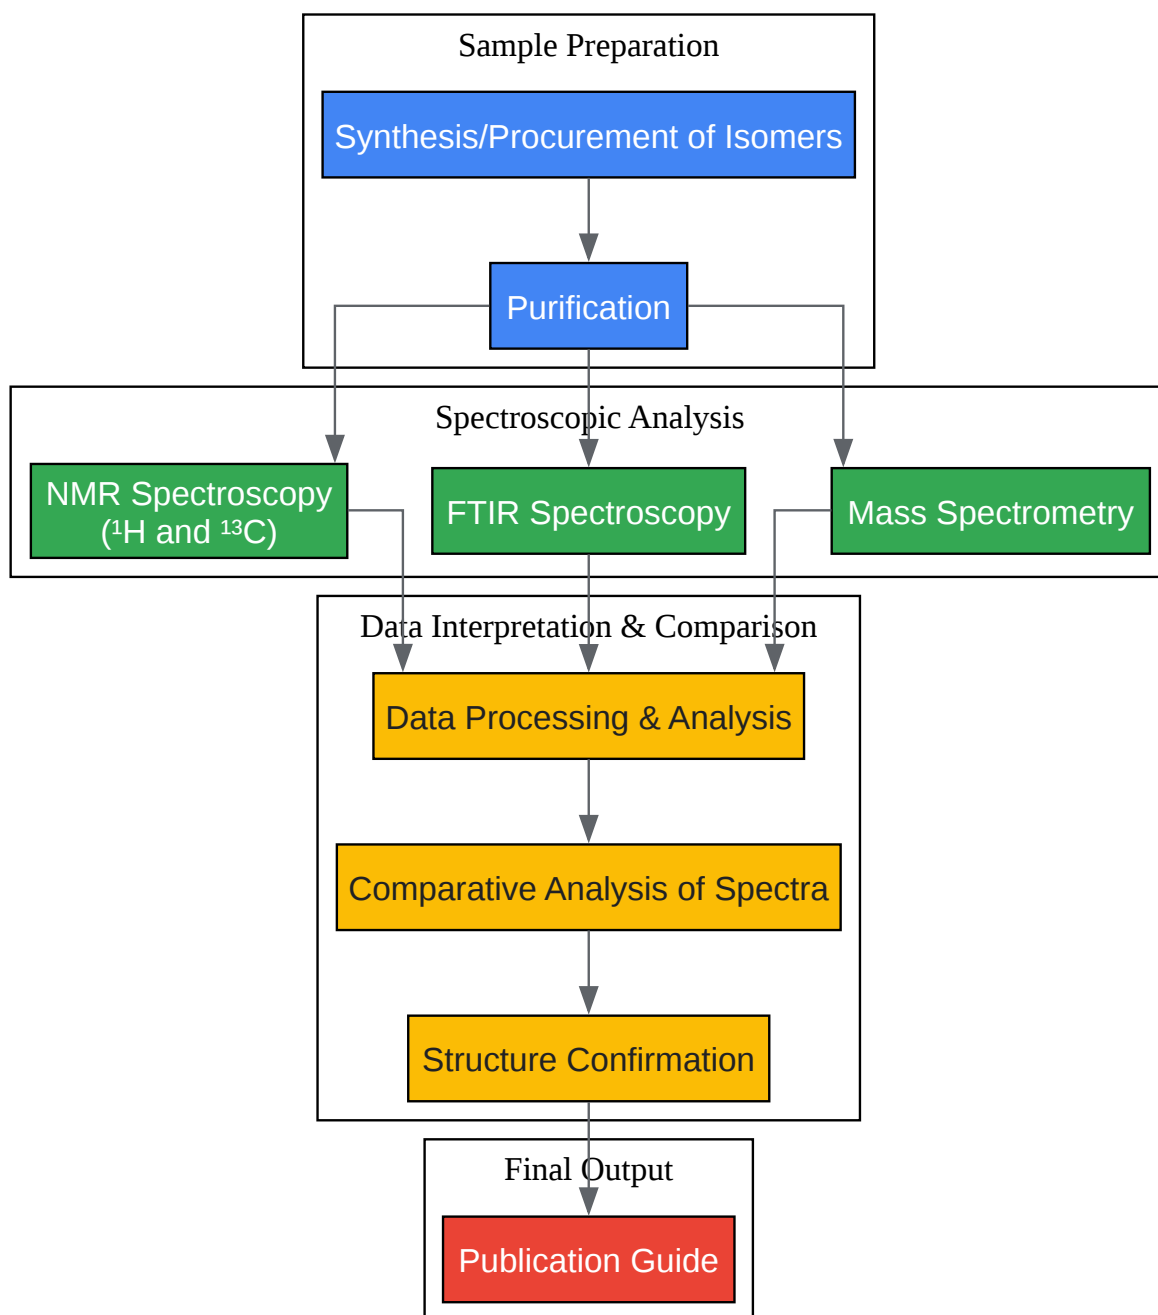 Sample Preparation
Synthesis/Procurement of Isomers
Purification
Spectroscopic Analysis
NMR Spectroscopy
(¹H and ¹³C)
FTIR Spectroscopy
Mass Spectrometry
Data Interpretation & Comparison
Data Processing & Analysis
Comparative Analysis of Spectra
Structure Confirmation
Final Output
Publication Guide